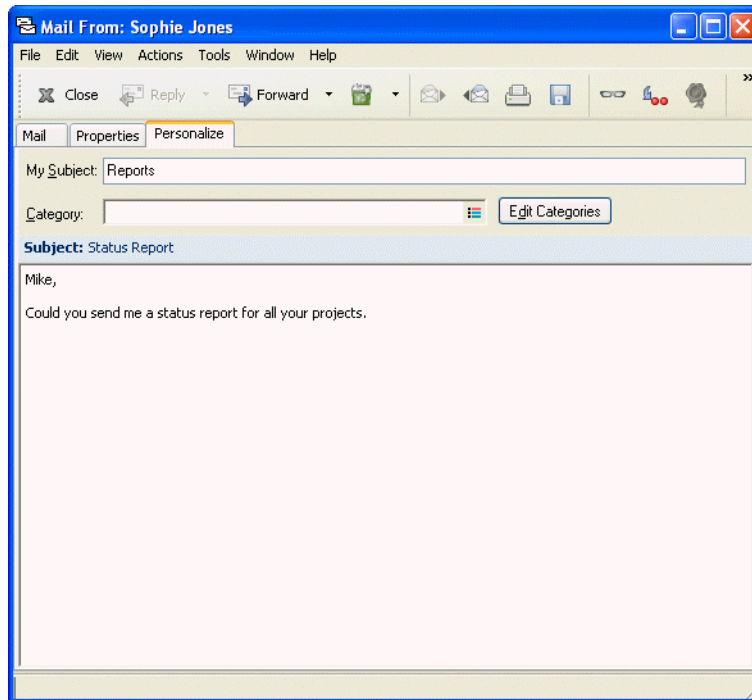 Mail From: Sophie Jones
File Edit View Actions Tools Window Help
Close Reply Forward »
Mail Properties Personalize
My Subject: Reports
Category: Edit Categories
Subject: Status Report
Mike,
Could you send me a status report for all your projects.